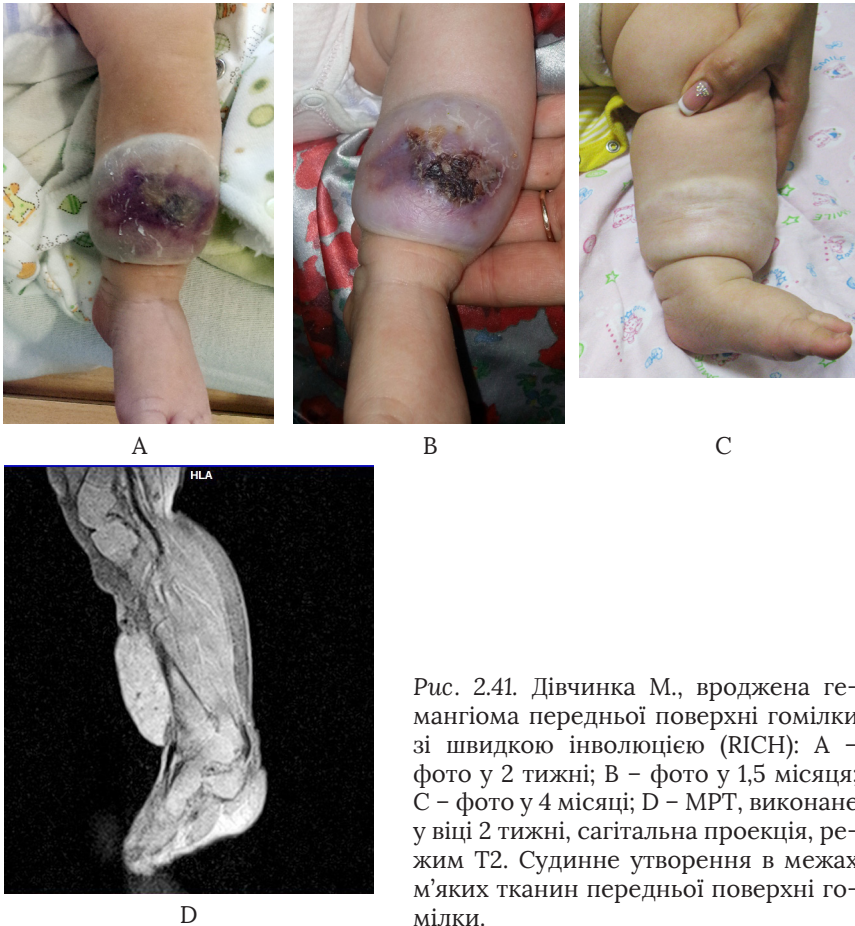 A
B
C
HLA
D
Рис. 2.41. Дівчинка М., вроджена ге-
мангіома передньої поверхні гомілки
зі швидкою інволюцією (RICH): А –
фото у 2 тижні; В – фото у 1,5 місяця;
С – фото у 4 місяці; D – МРТ, виконане
у віці 2 тижні, сагітальна проекція, ре-
жим Т2. Судинне утворення в межах
м’яких тканин передньої поверхні го-
мілки.